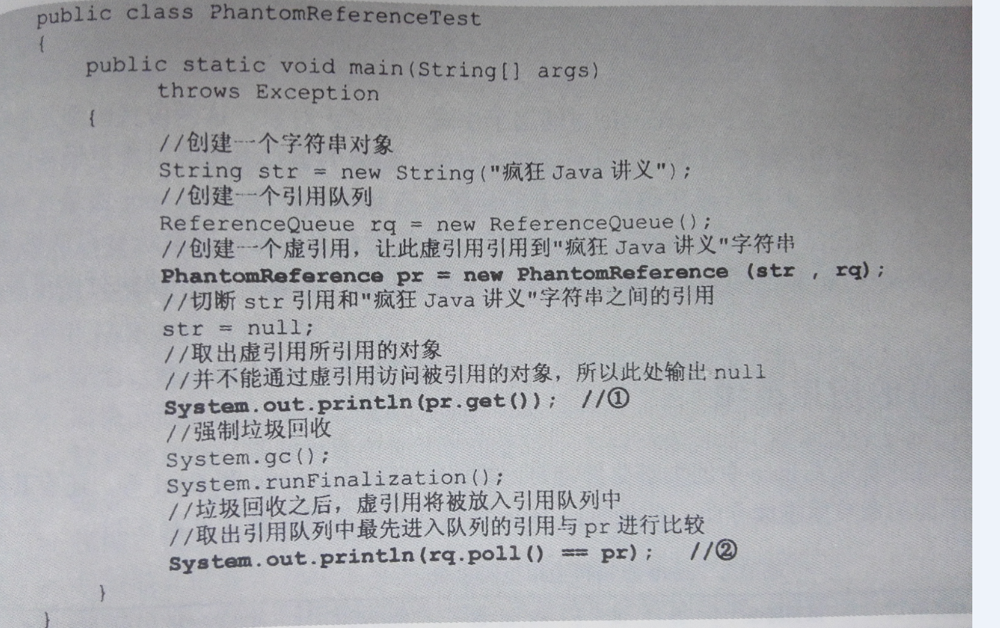 public class PhantomReferenceTest
{
public static void main(String[] args)
throws Exception
{
//创建一个字符串对象
String str = new String("疯狂 Java 讲义");
//创建一个引用队列
ReferenceQueue rq = new ReferenceQueue();
//创建一个虚引用，让此虚引用引用到"疯狂 Java 讲义"字符串
PhantomReference pr = new PhantomReference (str , rq);
//切断 str 引用和"疯狂 Java 讲义"字符串之间的引用
str = null;
//取出虚引用所引用的对象
//并不能通过虚引用访问被引用的对象，所以此处输出 null
System.out.println(pr.get()); //①
//强制垃圾回收
System.gc();
System.runFinalization();
//垃圾回收之后，虚引用将被放入引用队列中
//取出引用队列中最先进入队列的引用与 pr 进行比较
System.out.println(rq.poll() == pr); //②
}
}